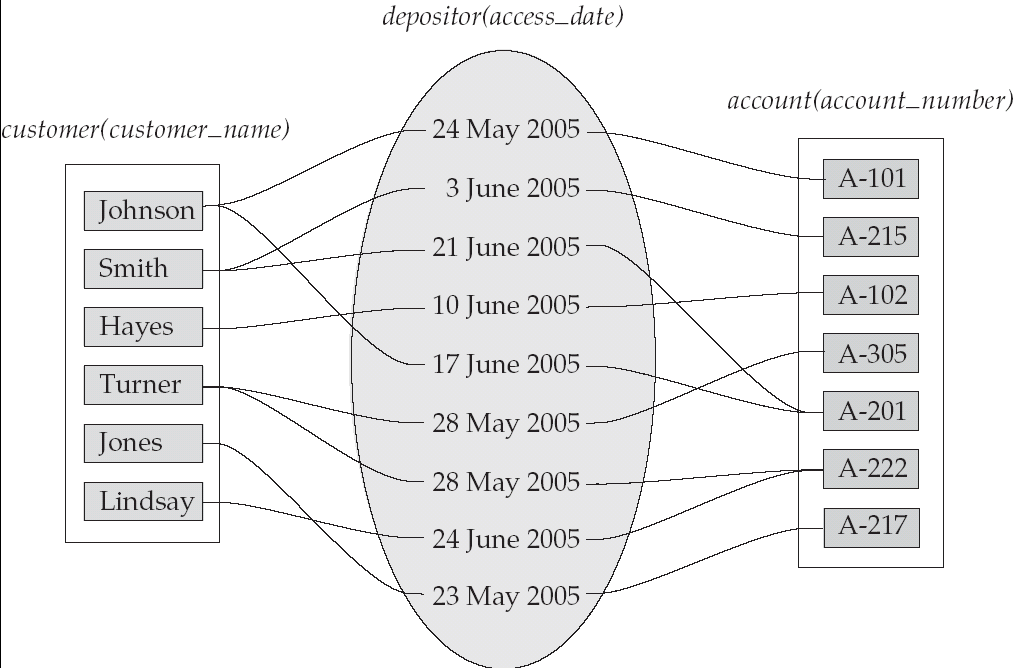 depositor(access_date)
customer(customer_name)
account(account_number)
Johnson
Smith
Hayes
Turner
Jones
Lindsay
24 May 2005
3 June 2005
21 June 2005
10 June 2005
17 June 2005
28 May 2005
28 May 2005
24 June 2005
23 May 2005
A-101
A-215
A-102
A-305
A-201
A-222
A-217